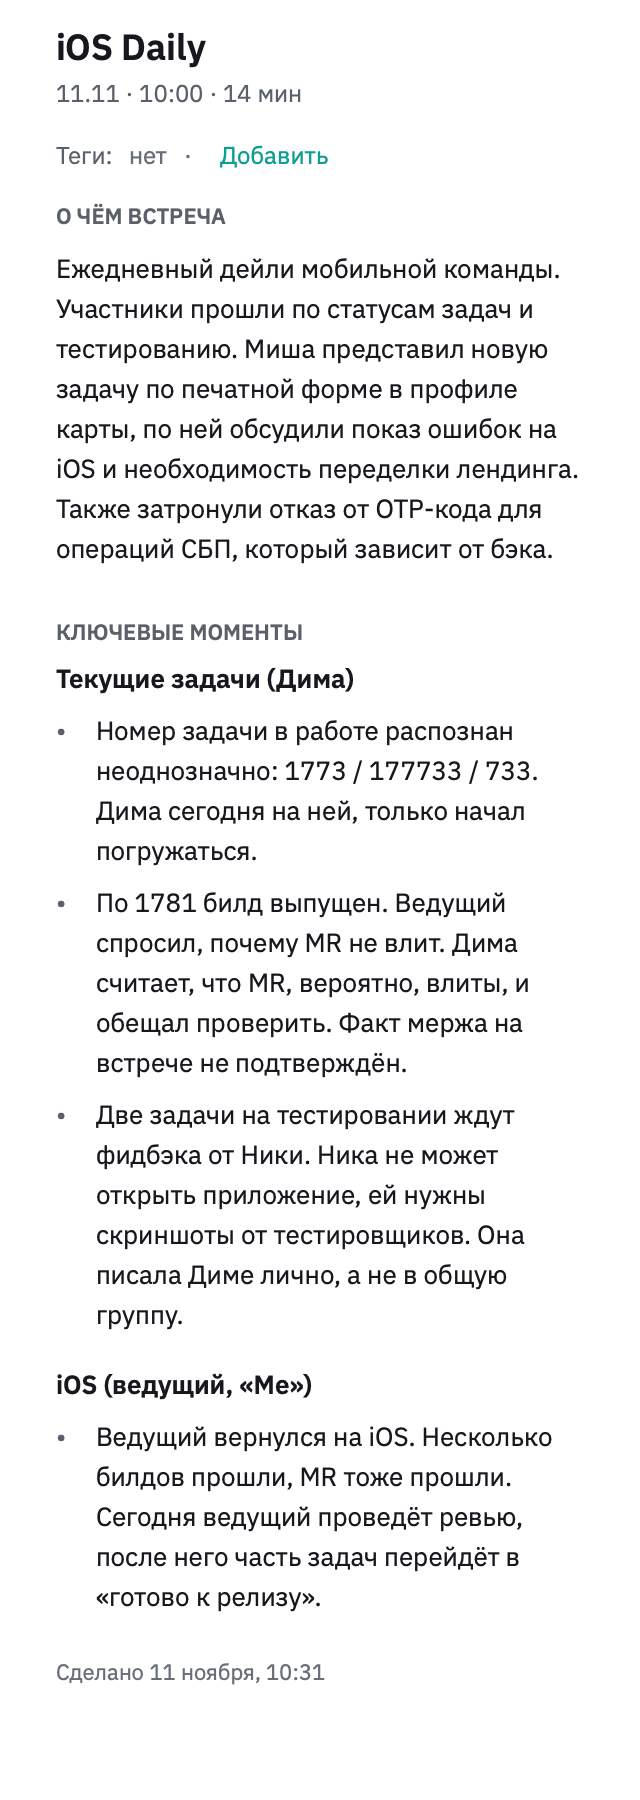 iOS Daily
11.11 · 10:00 · 14 мин
Теги: нет · Добавить
О ЧЁМ ВСТРЕЧА
Ежедневный дейли мобильной команды.
Участники прошли по статусам задач и
тестированию. Миша представил новую
задачу по печатной форме в профиле
карты, по ней обсудили показ ошибок на
iOS и необходимость переделки лендинга.
Также затронули отказ от OTP-кода для
операций СБП, который зависит от бэка.
КЛЮЧЕВЫЕ МОМЕНТЫ
Текущие задачи (Дима)
• Номер задачи в работе распознан
неоднозначно: 1773 / 177733 / 733.
Дима сегодня на ней, только начал
погружаться.
• По 1781 билд выпущен. Ведущий
спросил, почему MR не влит. Дима
считает, что MR, вероятно, влиты, и
обещал проверить. Факт мержа на
встрече не подтверждён.
• Две задачи на тестировании ждут
фидбэка от Ники. Ника не может
открыть приложение, ей нужны
скриншоты от тестировщиков. Она
писала Диме лично, а не в общую
группу.
iOS (ведущий, «Me»)
• Ведущий вернулся на iOS. Несколько
билдов прошли, MR тоже прошли.
Сегодня ведущий проведёт ревью,
после него часть задач перейдёт в
«готово к релизу».
Сделано 11 ноября, 10:31